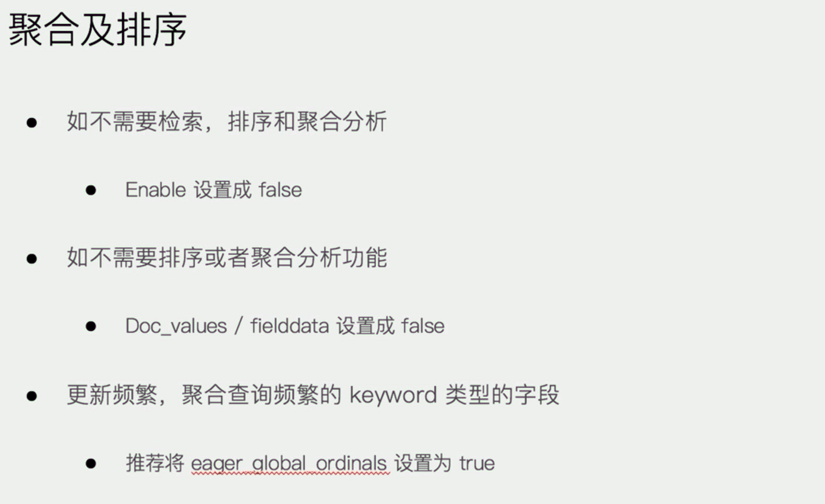 聚合及排序
如不需要检索，排序和聚合分析
Enable 设置成 false
如不需要排序或者聚合分析功能
Doc_values / fielddata 设置成 false
更新频繁，聚合查询频繁的 keyword 类型的字段
推荐将 eager_global_ordinals 设置为 true